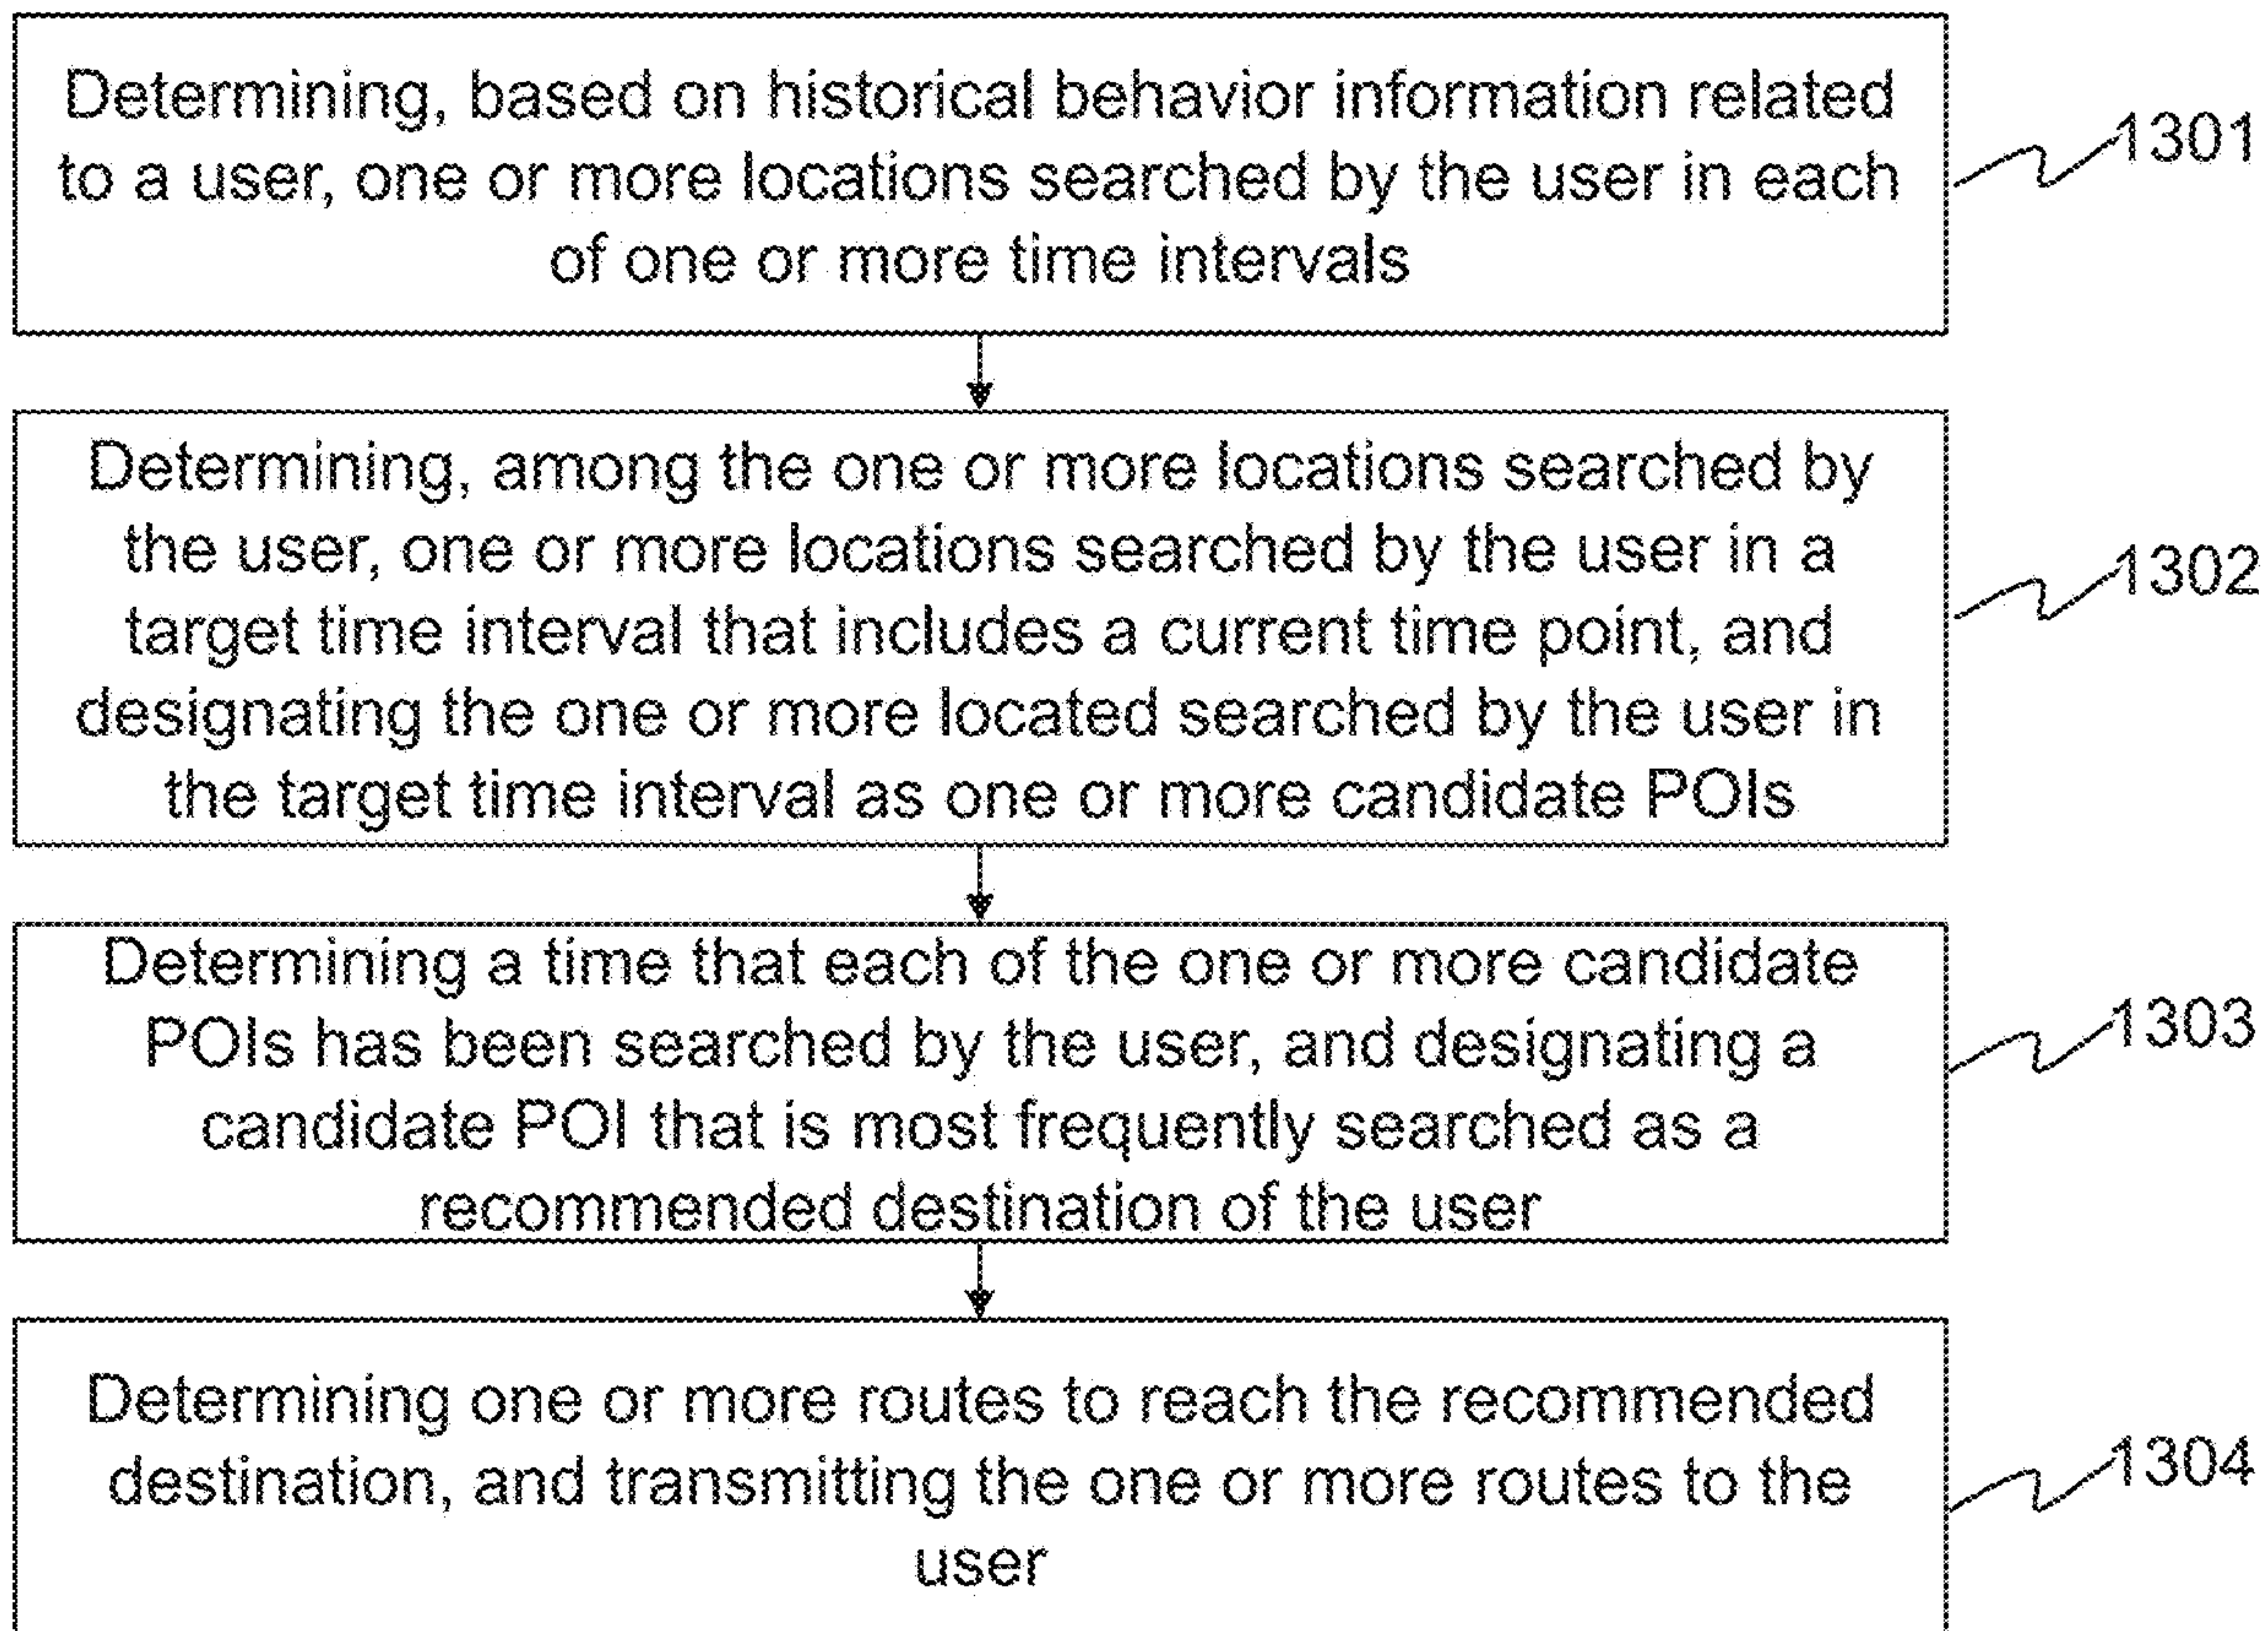 Determining, based on historical behavior information related
to a user, one or more locations searched by the user in each
of one or more time intervals
1301
Determining, among the one or more locations searched by
the user, one or more locations searched by the user in a
target time interval that includes a current time point, and
designating the one or more located searched by the user in
the target time interval as one or more candidate POIs
1302
Determining a time that each of the one or more candidate
POIs has been searched by the user, and designating a
candidate POI that is most frequently searched as a
recommended destination of the user
1303
Determining one or more routes to reach the recommended
destination, and transmitting the one or more routes to the
user
1304